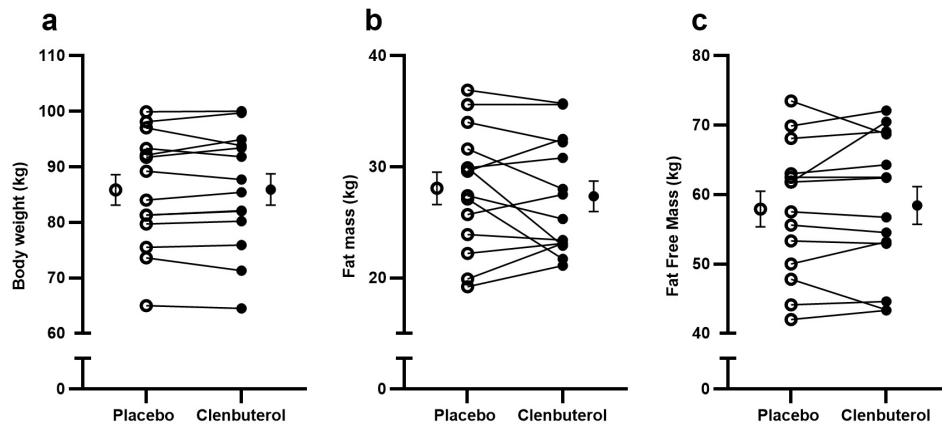 a
Body weight (kg)
110
100
90
80
70
60
0
Placebo
Clenbuterol
b
Fat mass (kg)
40
30
20
0
Placebo
Clenbuterol
c
Fat Free Mass (kg)
80
70
60
50
40
0
Placebo
Clenbuterol